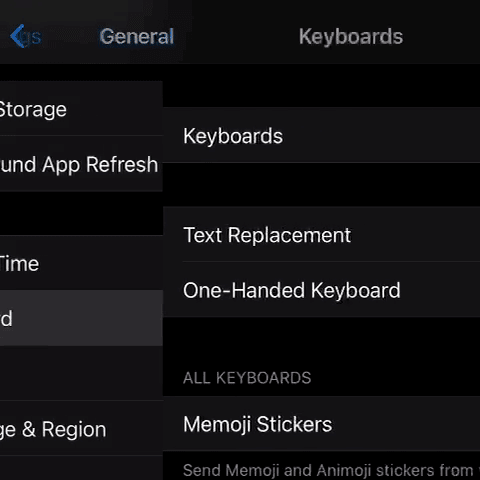 gs General Keyboards
Storage
und App Refresh
Time
d
ge & Region
Keyboards
Text Replacement
One-Handed Keyboard
ALL KEYBOARDS
Memoji Stickers
Send Memoji and Animoji stickers from